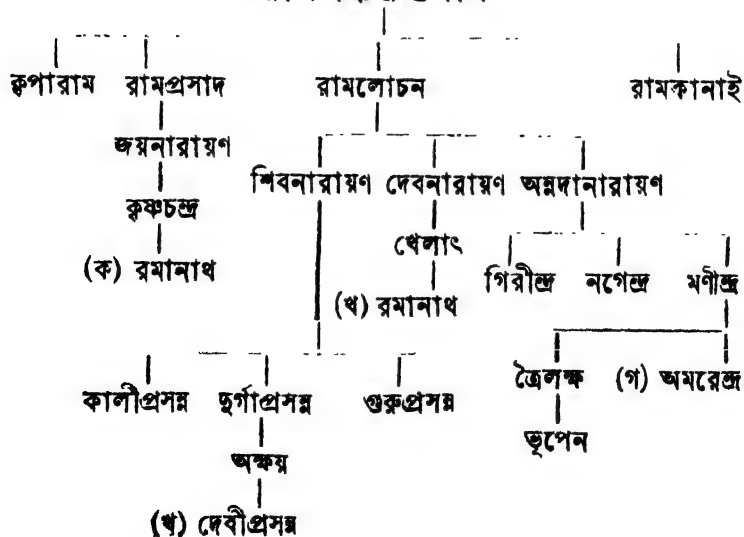 কৃপারাম রামপ্রসাদ রামলোচন রামকানাই
জয়নারায়ণ
শিবনারায়ণ দেবনারায়ণ অন্নদানারায়ণ
কৃষ্ণচন্দ্র
খেলাৎ
(ক) রমানাথ
গিরীন্দ্র নগেন্দ্র মণীন্দ্র
(খ) রমানাথ
কালীপ্রসন্ন দুর্গাপ্রসন্ন গুরুপ্রসন্ন
ত্রৈলক্ষ (গ) অমরেন্দ্র
ভূপেন
অক্ষয়
(খ) দেবীপ্রসন্ন